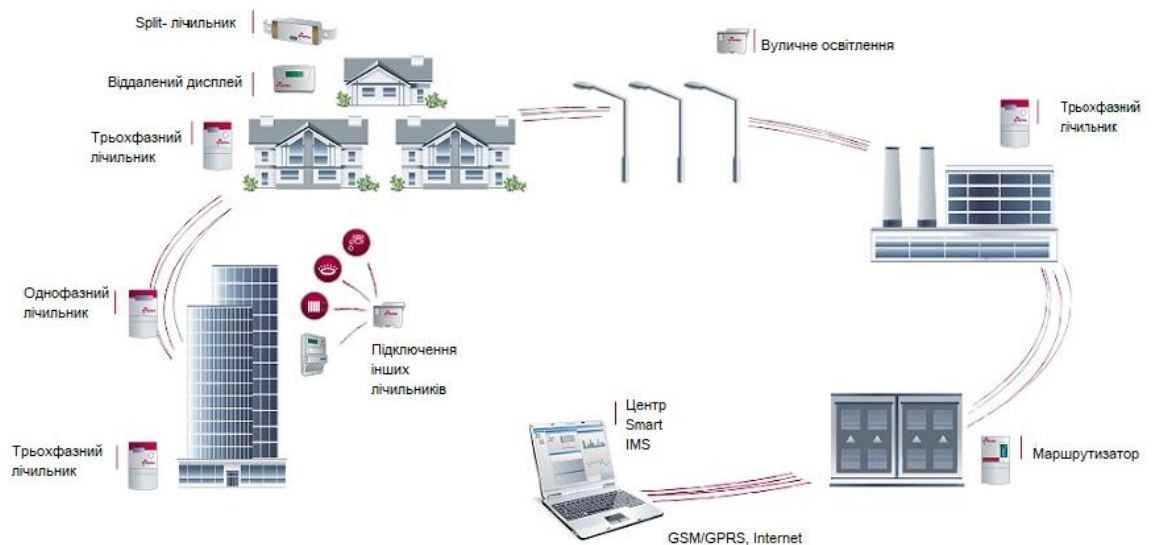 Split- лічильник
Вуличне освітлення
Віддалений дисплей
Трьохфазний
лічильник
Трьохфазний
лічильник
Однофазний
лічильник
Підключення
інших
лічильників
Центр
Smart
IMS
Трьохфазний
лічильник
Маршрутизатор
GSM/GPRS, Internet